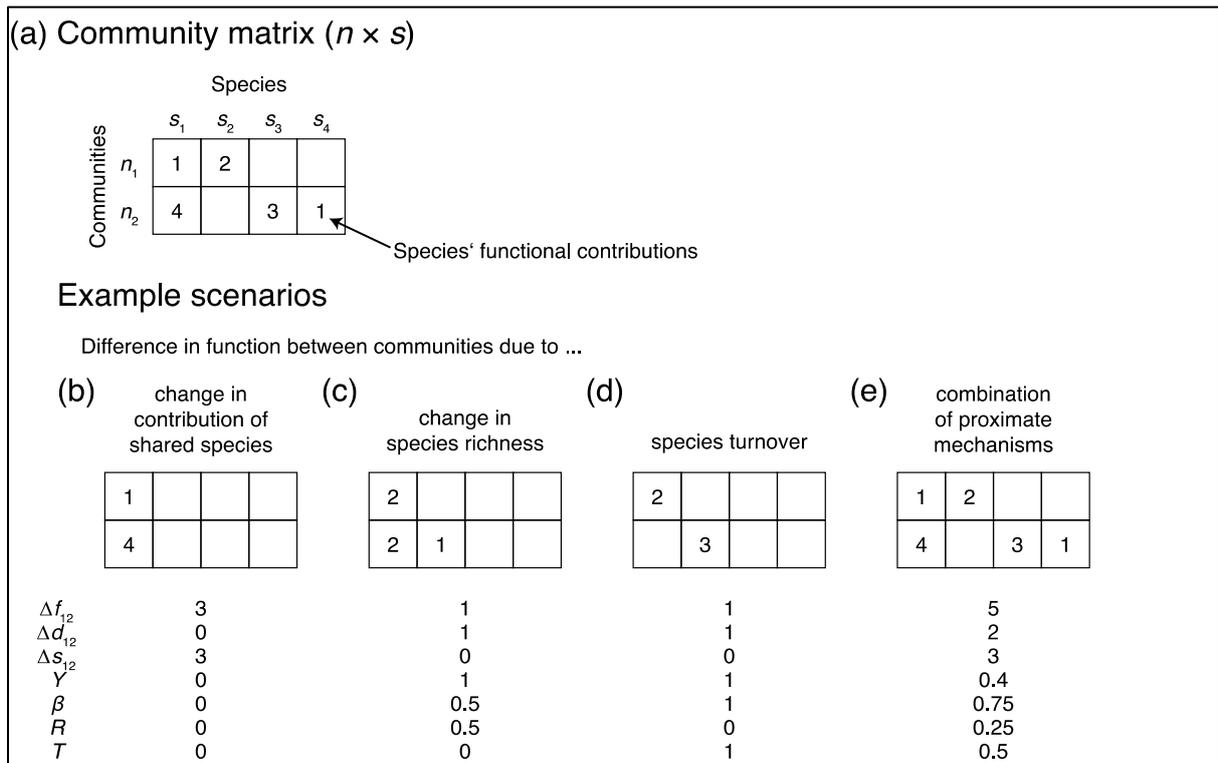 (a) Community matrix (n × s)
Species
s₁ s₂ s₃ s₄
Communities
n₁ 1 2
n₂ 4 3 1
Species‘ functional contributions
Example scenarios
Difference in function between communities due to ...
(b) change in
contribution of
shared species
1
4
(c) change in
species richness
2
2 1
(d) species turnover
2
3
(e) combination
of proximate
mechanisms
1 2
4 3 1
Δf₁₂ 3 1 1 5
Δd₁₂ 0 1 1 2
Δs₁₂ 3 0 0 3
Y 0 1 1 0.4
β 0 0.5 1 0.75
R 0 0.5 0 0.25
T 0 0 1 0.5